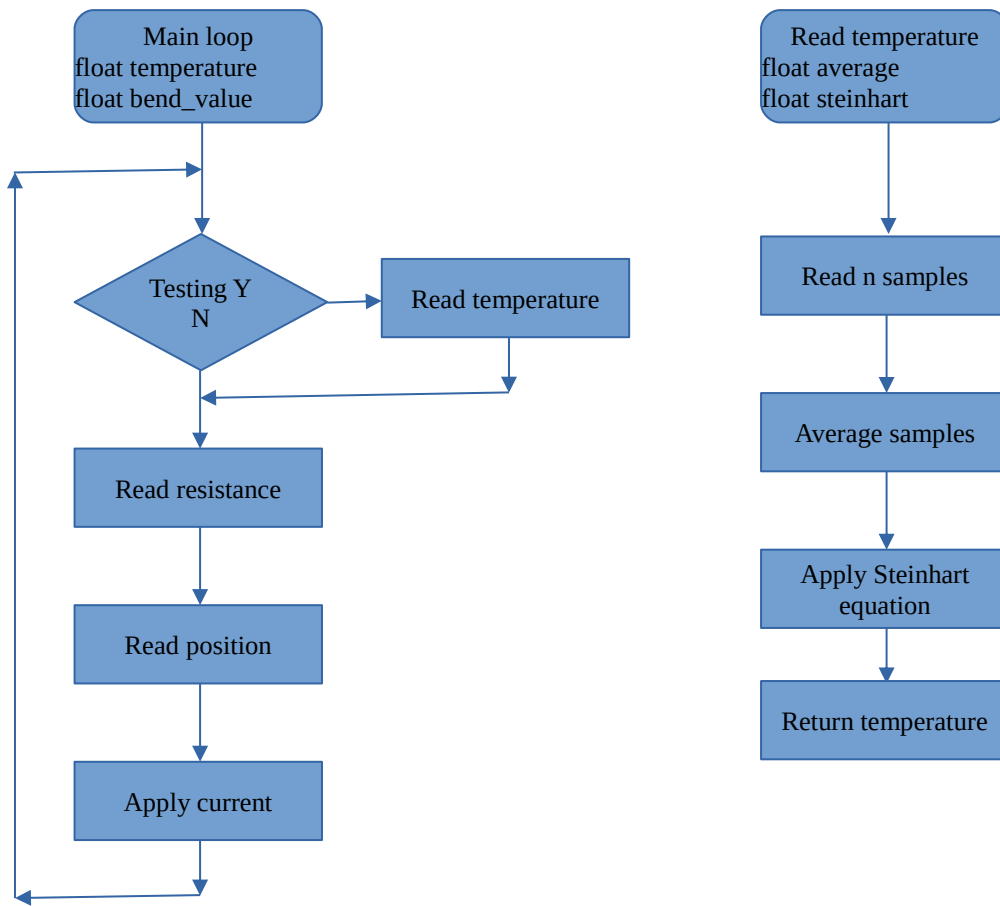 Main loop
float temperature
float bend_value
Testing Y
N
Read temperature
Read resistance
Read position
Apply current
Read temperature
float average
float steinhart
Read n samples
Average samples
Apply Steinhart
equation
Return temperature